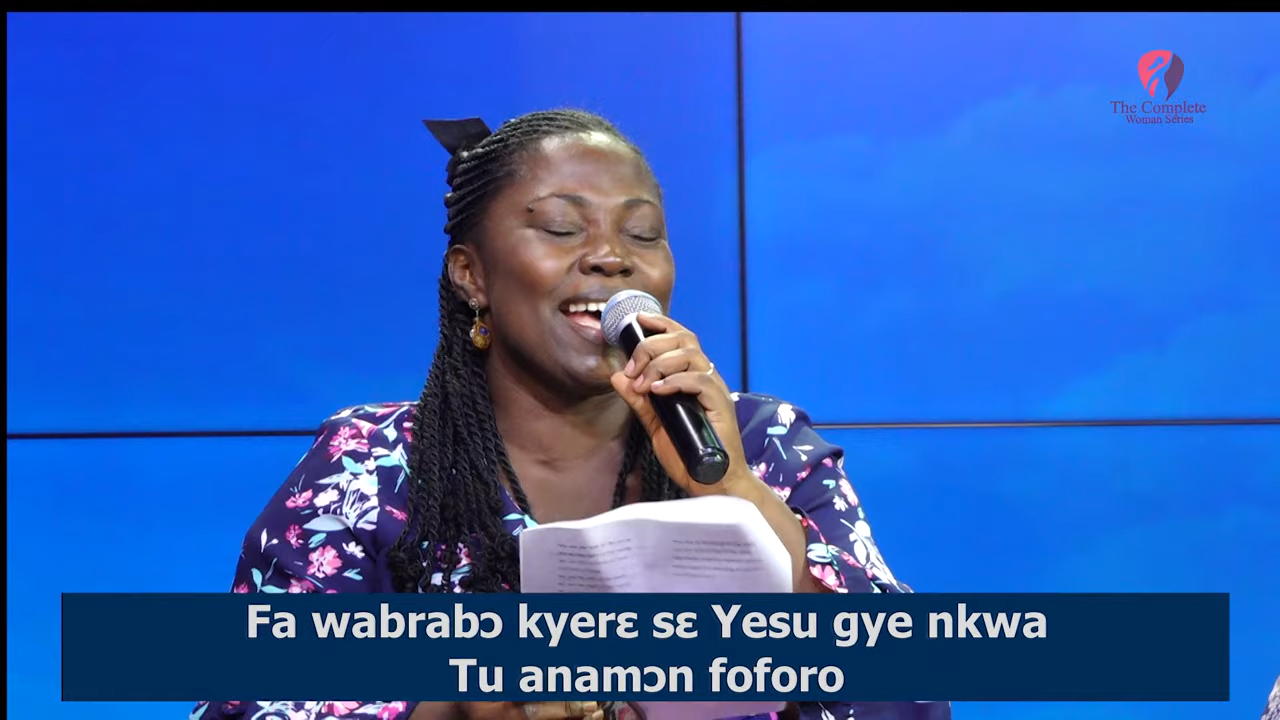 The Complete
Woman Series
Fa wabrabɔ kyerɛ sɛ Yesu gye nkwa
Tu anamɔn foforo